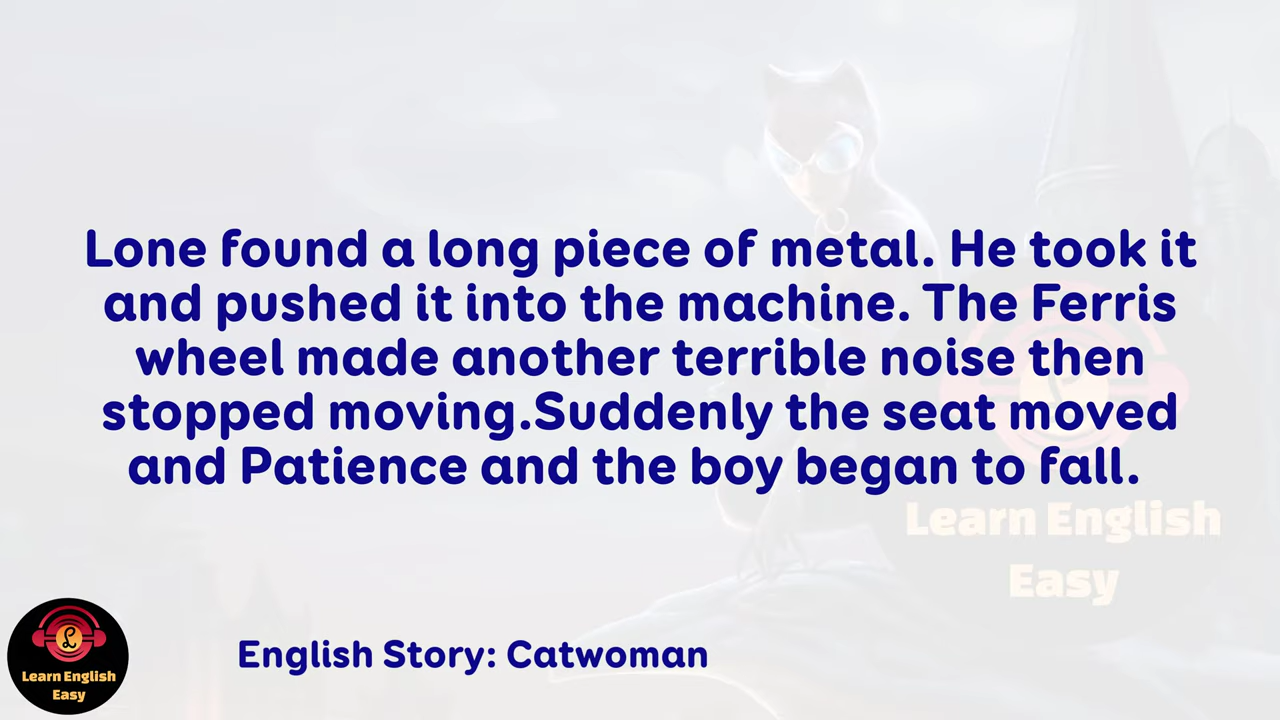 Lone found a long piece of metal. He took it
and pushed it into the machine. The Ferris
wheel made another terrible noise then
stopped moving.Suddenly the seat moved
and Patience and the boy began to fall.
Learn English
Easy
English Story: Catwoman
L
Learn English
Easy